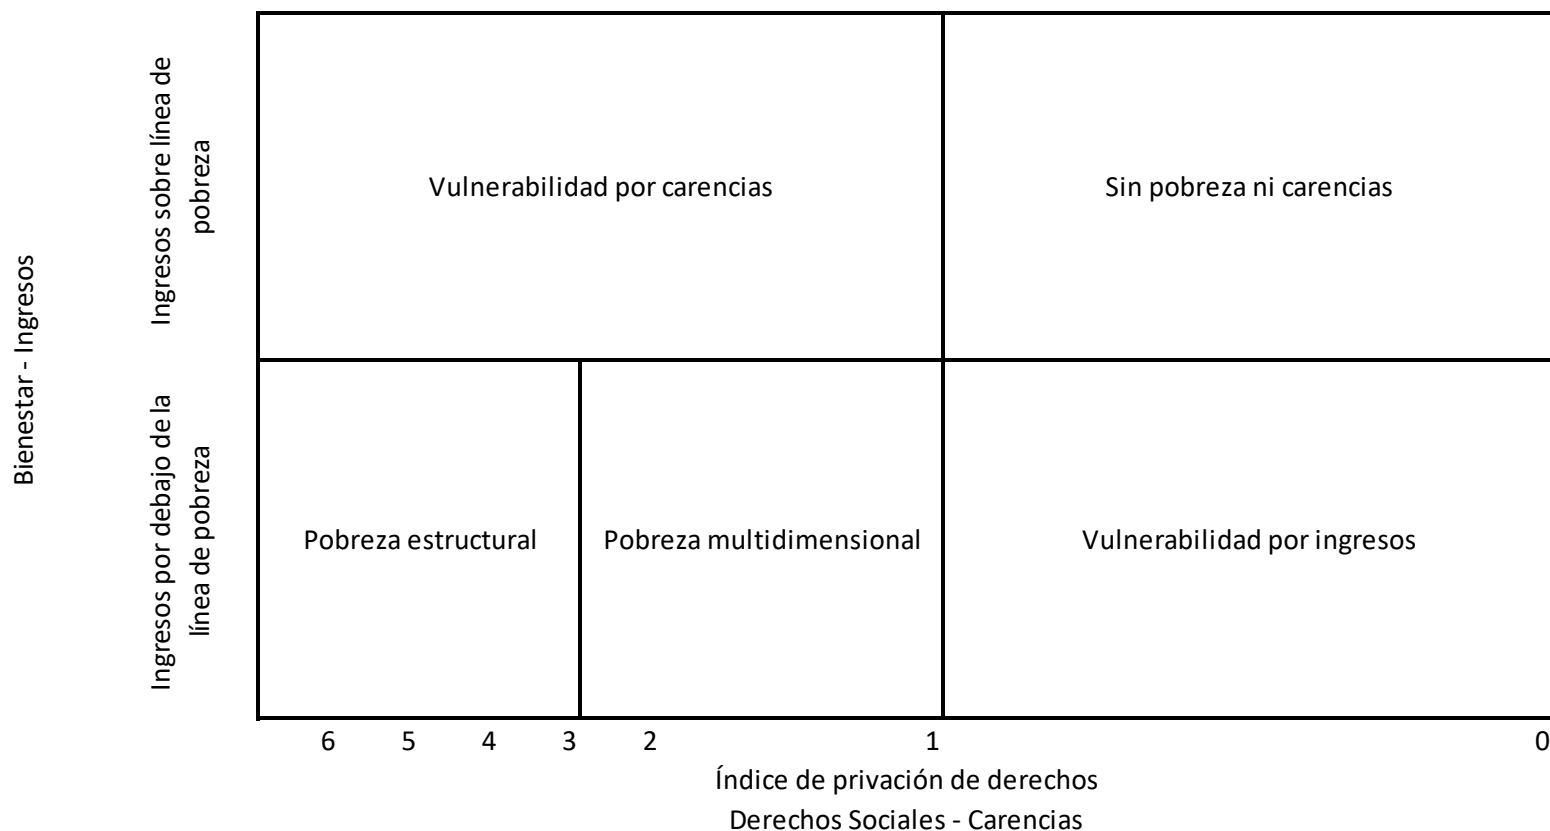 Bienestar - Ingresos
Ingresos sobre línea de
pobreza
Vulnerabilidad por carencias
Sin pobreza ni carencias
Ingresos por debajo de la
línea de pobreza
Pobreza estructural
Pobreza multidimensional
Vulnerabilidad por ingresos
6 5 4 3 2 1 0
Índice de privación de derechos
Derechos Sociales - Carencias